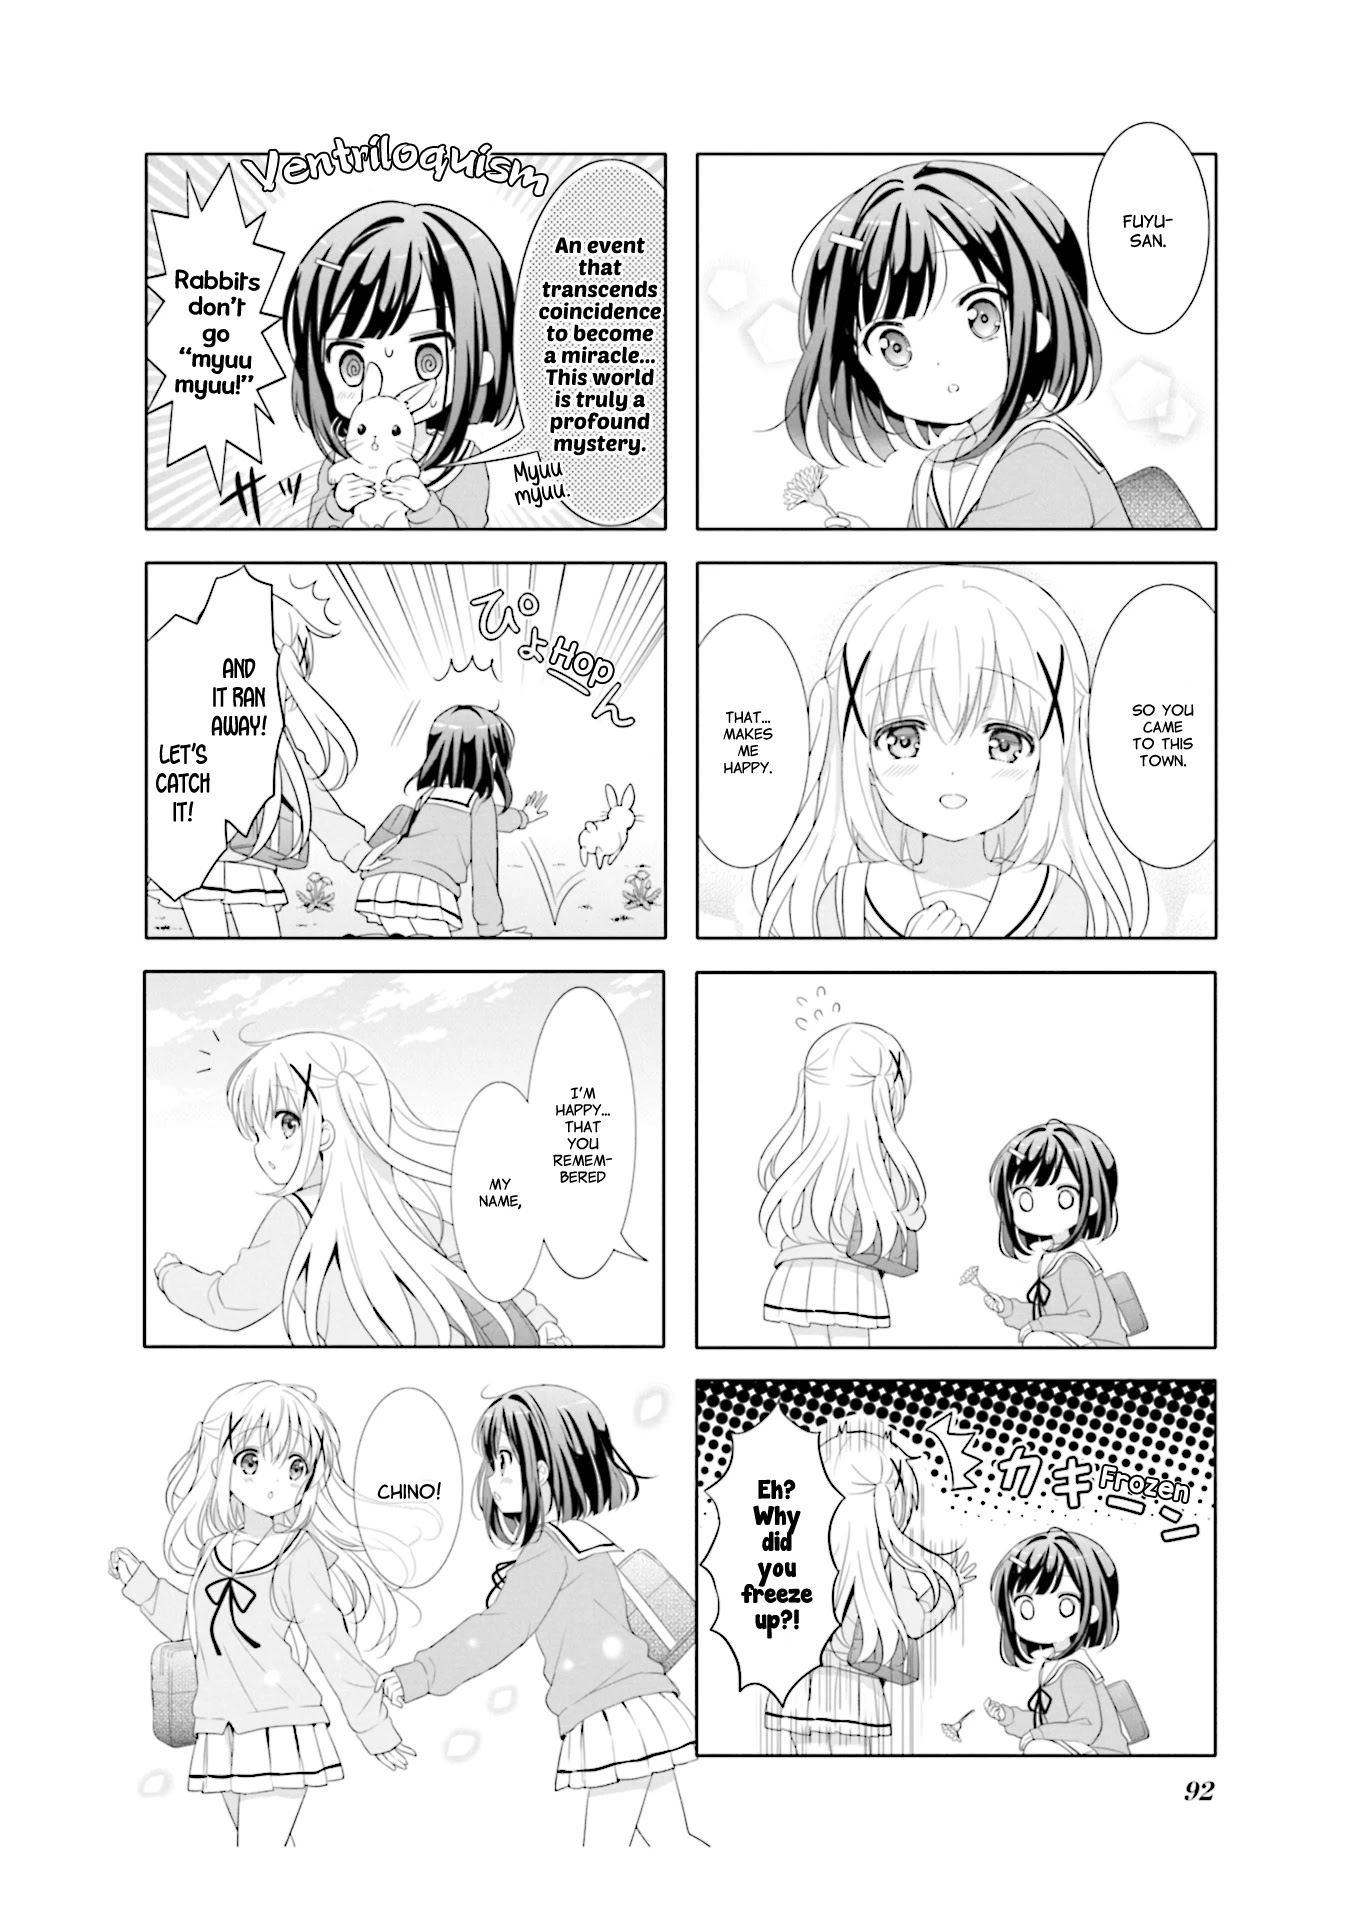 FUYU-
SAN.
SO YOU
CAME
TO THIS
TOWN.
THAT...
MAKES
ME
HAPPY.
カキーン
Frozen
Eh?
Why
did
you
freeze
up?!
Ventriloquism
An event
that
transcends
coincidence
to become
a miracle...
This world
is truly a
profound
mystery.
Myuu
myuu.
Rabbits
don't
go
"myuu
myuu!"
サッ
ぴょん
Hop
AND
IT RAN
AWAY!
LET'S
CATCH
IT!
I'M
HAPPY...
THAT
YOU
REMEM-
BERED
MY
NAME,
CHINO!
92